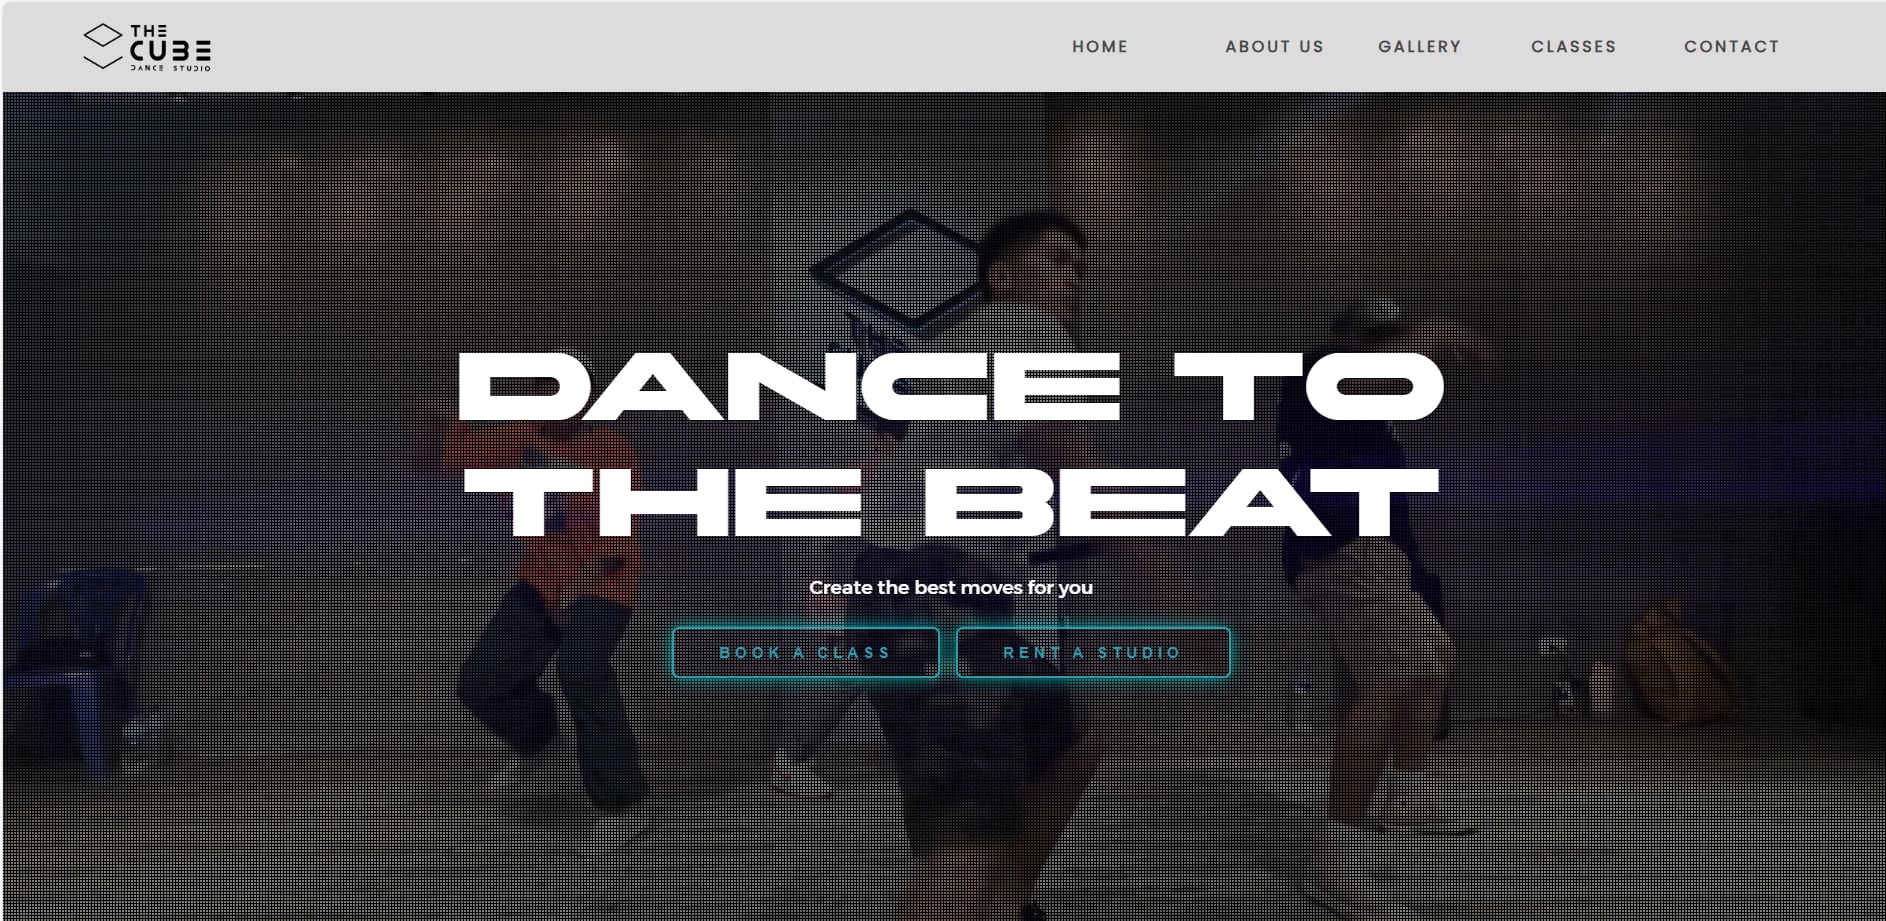 THE
CUBE
DANCE STUDIO
HOME
ABOUT US
GALLERY
CLASSES
CONTACT
DANCE TO
THE BEAT
Create the best moves for you
BOOK A CLASS
RENT A STUDIO